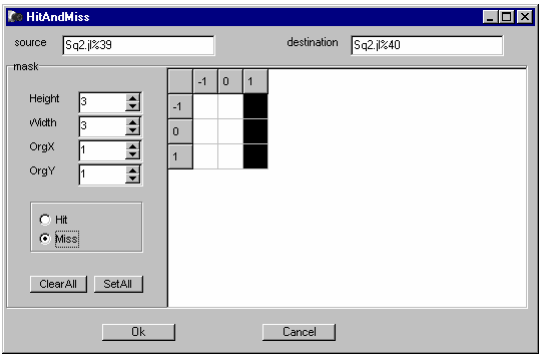 HitAndMiss
source Sq2.jl%39 destination Sq2.jl%40
mask
-1 0 1
Height 3 -1
Width 3 0
OrgX 1 1
OrgY 1
Hit
Miss
ClearAll SetAll
Ok Cancel